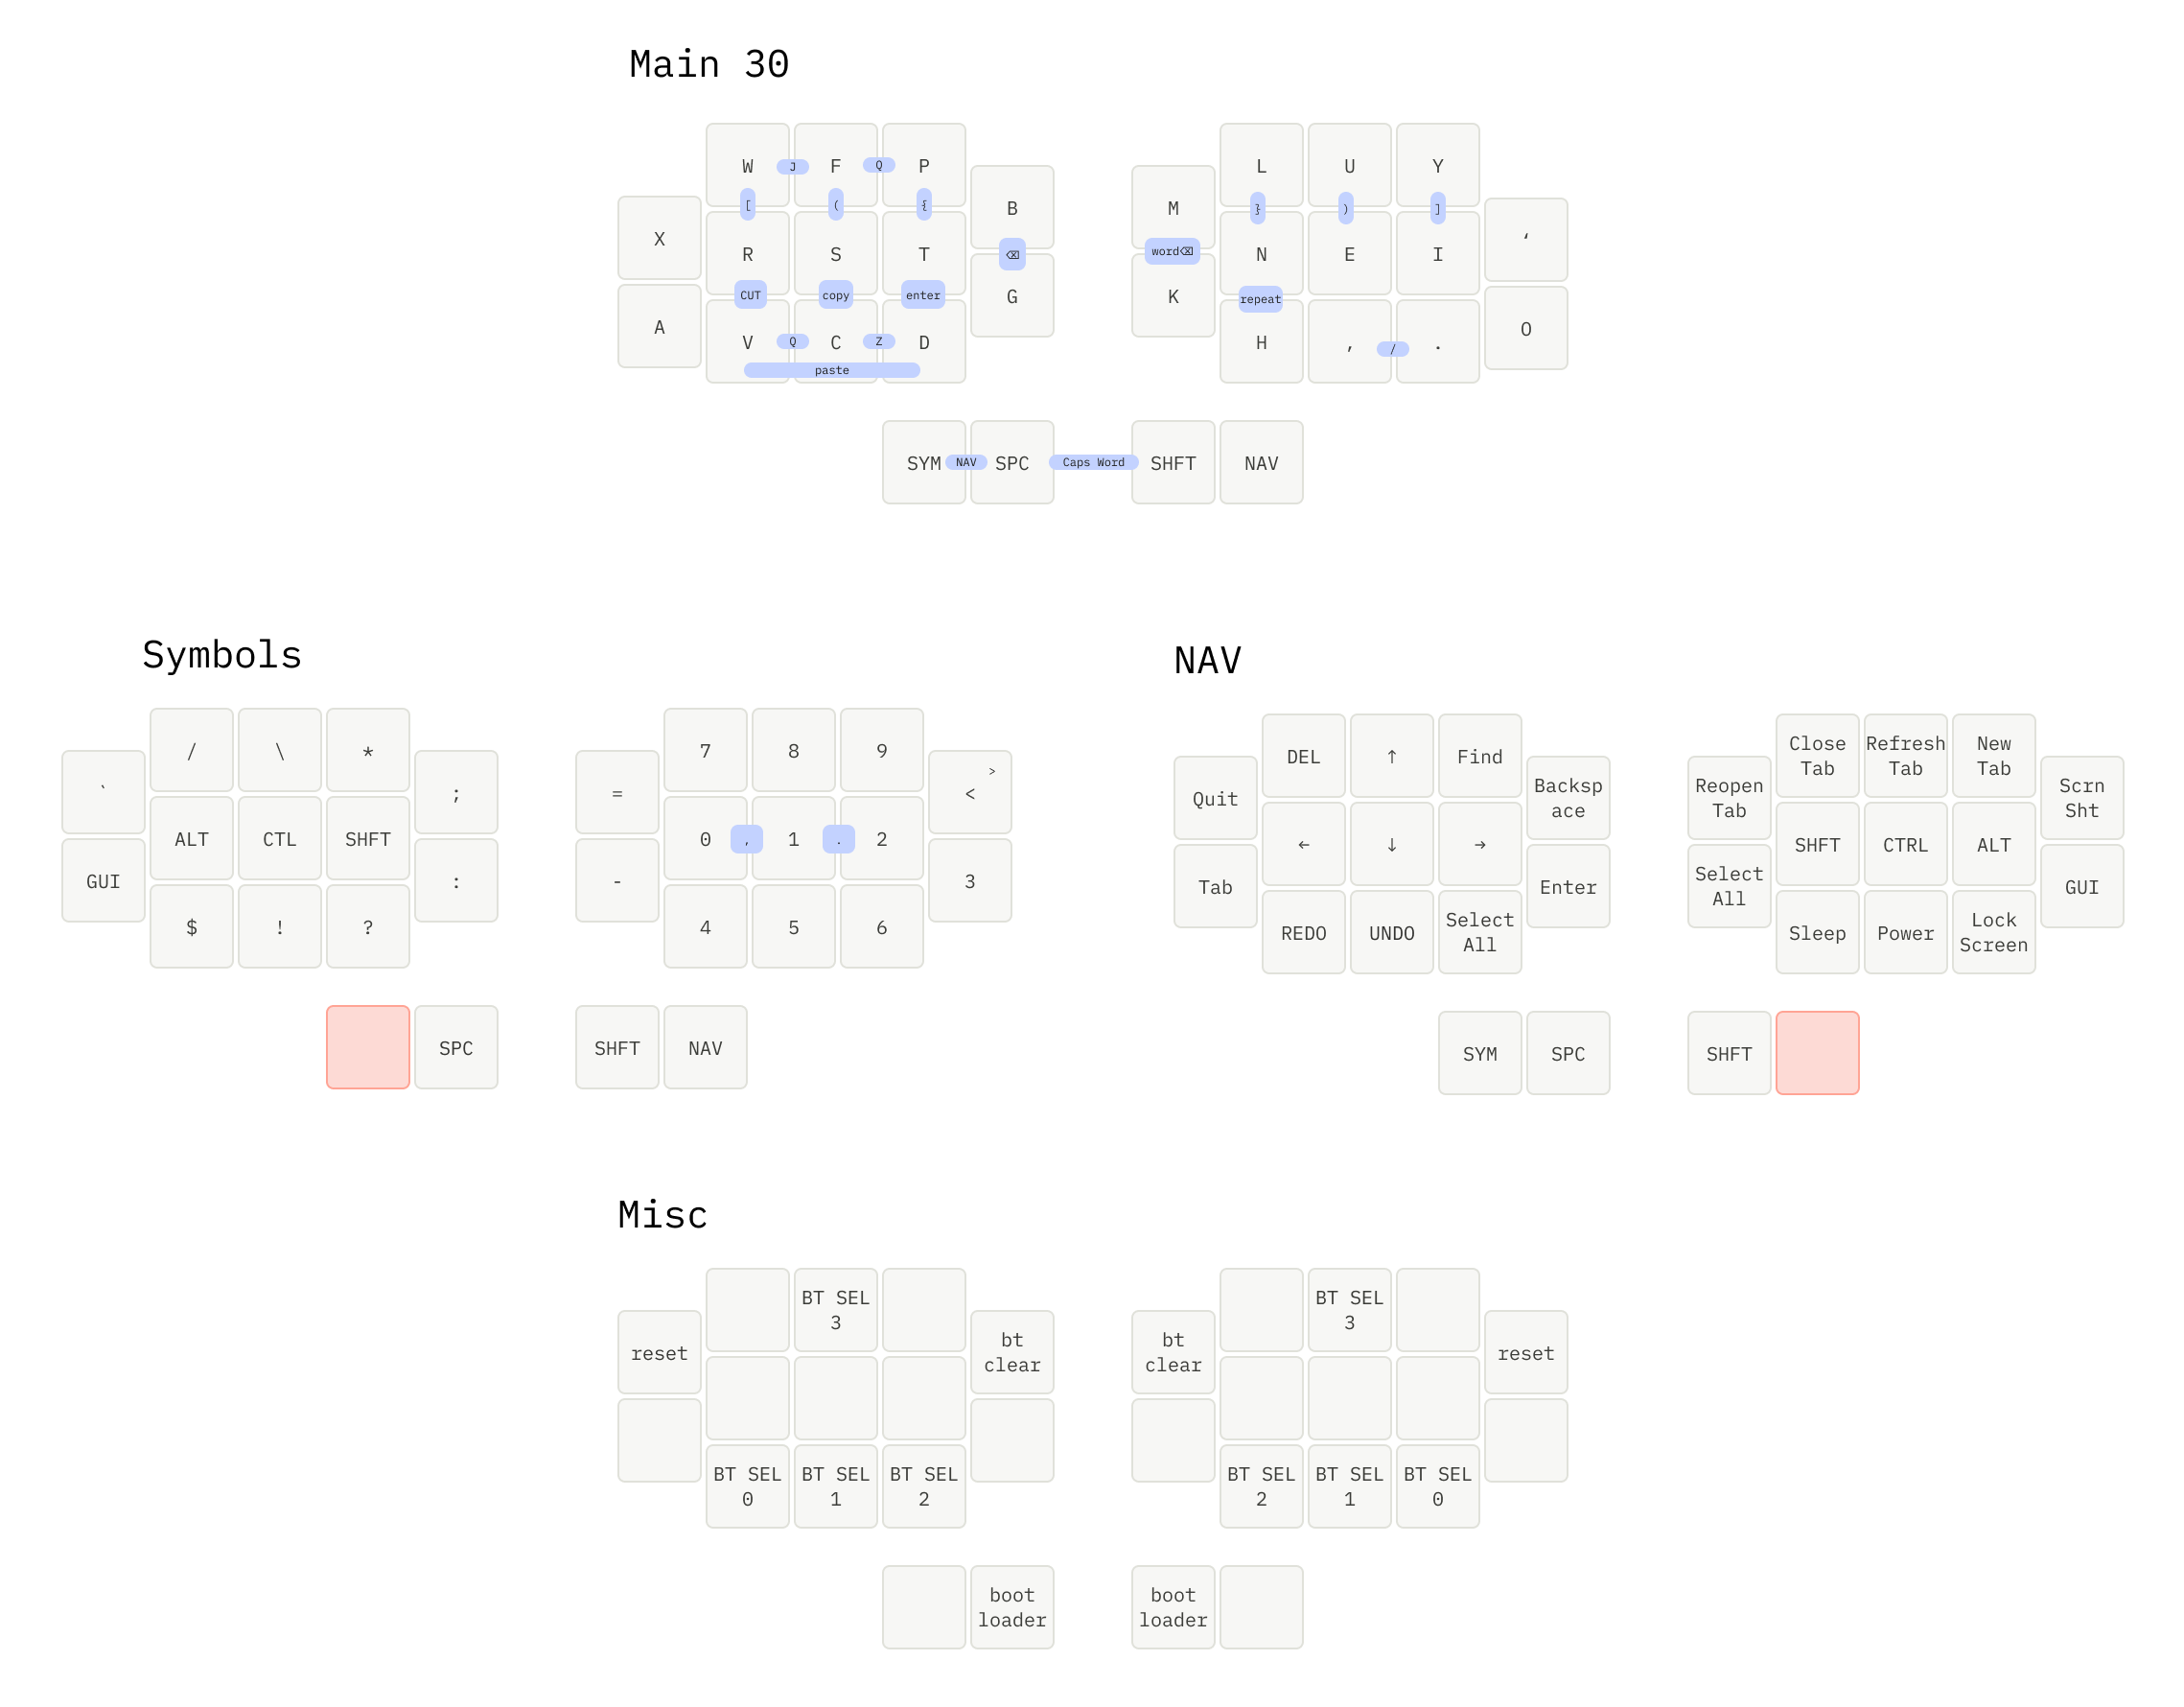 Main 30
W J F Q P
L U Y
[ ( {
B
M
} ) ]
X
R S T
⌫
word⌫
N E I
‘
CUT copy enter
G
K
repeat
A
V Q C Z D
H , / .
O
paste
SYM NAV SPC Caps Word SHFT NAV
Symbols
/ \ *
7 8 9
` ; = < >
ALT CTL SHFT
0 , 1 . 2
GUI : - 3
$ ! ?
4 5 6
SPC SHFT NAV
NAV
DEL ↑ Find
Close
Tab
Refresh
Tab
New
Tab
Quit
Backsp
ace
Reopen
Tab
Scrn
Sht
← ↓ →
SHFT CTRL ALT
Tab
Enter
Select
All
GUI
REDO UNDO
Select
All
Sleep Power
Lock
Screen
SYM SPC SHFT
Misc
BT SEL
3
BT SEL
3
reset
bt
clear
bt
clear
reset
BT SEL
0
BT SEL
1
BT SEL
2
BT SEL
2
BT SEL
1
BT SEL
0
boot
loader
boot
loader